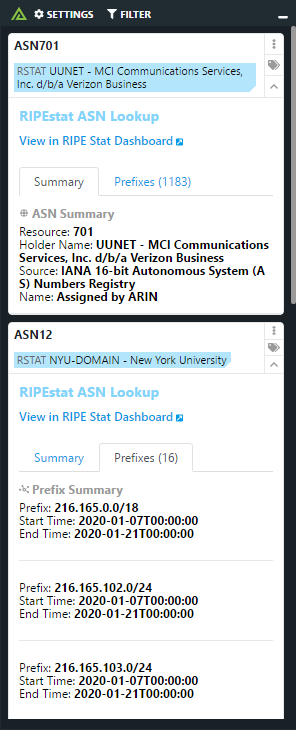 SETTINGS FILTER
ASN701
RSTAT UUNET - MCI Communications Services,
Inc. d/b/a Verizon Business
RIPEstat ASN Lookup
View in RIPE Stat Dashboard
Summary Prefixes (1183)
ASN Summary
Resource: 701
Holder Name: UUNET - MCI Communications
Services, Inc. d/b/a Verizon Business
Source: IANA 16-bit Autonomous System (A
S) Numbers Registry
Name: Assigned by ARIN
ASN12
RSTAT NYU-DOMAIN - New York University
RIPEstat ASN Lookup
View in RIPE Stat Dashboard
Summary Prefixes (16)
Prefix Summary
Prefix: 216.165.0.0/18
Start Time: 2020-01-07T00:00:00
End Time: 2020-01-21T00:00:00
Prefix: 216.165.102.0/24
Start Time: 2020-01-07T00:00:00
End Time: 2020-01-21T00:00:00
Prefix: 216.165.103.0/24
Start Time: 2020-01-07T00:00:00
End Time: 2020-01-21T00:00:00